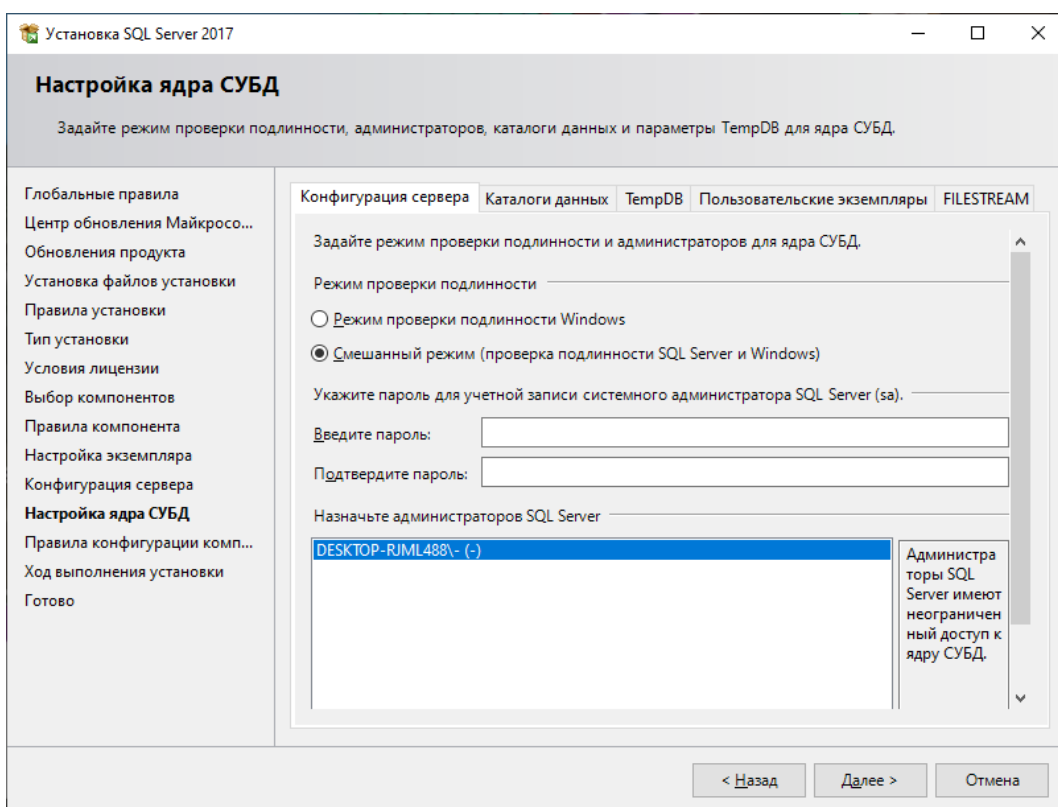 Установка SQL Server 2017
Настройка ядра СУБД
Задайте режим проверки подлинности, администраторов, каталоги данных и параметры TempDB для ядра СУБД.
Глобальные правила
Центр обновления Майкросо...
Обновления продукта
Установка файлов установки
Правила установки
Тип установки
Условия лицензии
Выбор компонентов
Правила компонента
Настройка экземпляра
Конфигурация сервера
Настройка ядра СУБД
Правила конфигурации комп...
Ход выполнения установки
Готово
Конфигурация сервера Каталоги данных TempDB Пользовательские экземпляры FILESTREAM
Задайте режим проверки подлинности и администраторов для ядра СУБД.
Режим проверки подлинности
Режим проверки подлинности Windows
Смешанный режим (проверка подлинности SQL Server и Windows)
Укажите пароль для учетной записи системного администратора SQL Server (sa).
Введите пароль:
Подтвердите пароль:
Назначьте администраторов SQL Server
DESKTOP-RJML488\- (-)
Администра
торы SQL
Server имеют
неограничен
ный доступ к
ядру СУБД.
< Назад Далее > Отмена